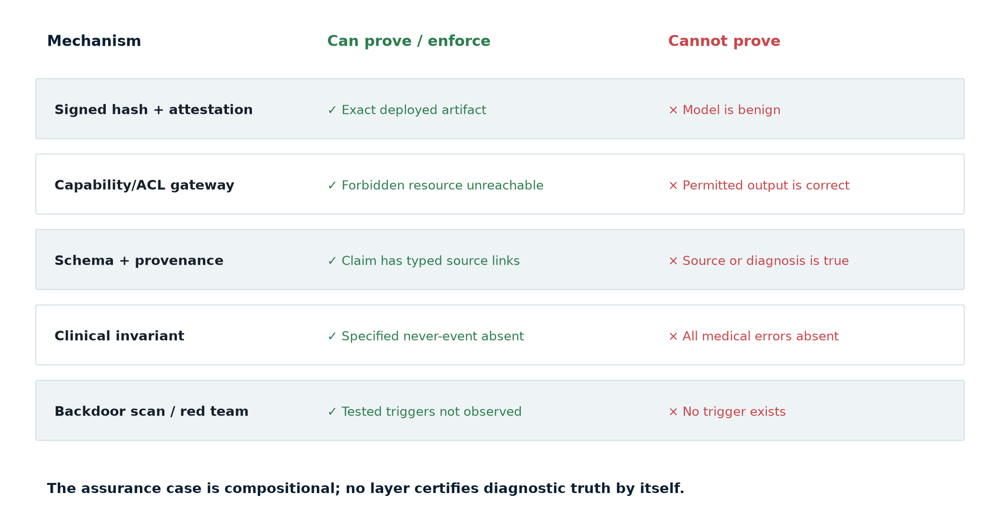 Mechanism Can prove / enforce Cannot prove
Signed hash + attestation ✓ Exact deployed artifact × Model is benign
Capability/ACL gateway ✓ Forbidden resource unreachable × Permitted output is correct
Schema + provenance ✓ Claim has typed source links × Source or diagnosis is true
Clinical invariant ✓ Specified never-event absent × All medical errors absent
Backdoor scan / red team ✓ Tested triggers not observed × No trigger exists
The assurance case is compositional; no layer certifies diagnostic truth by itself.